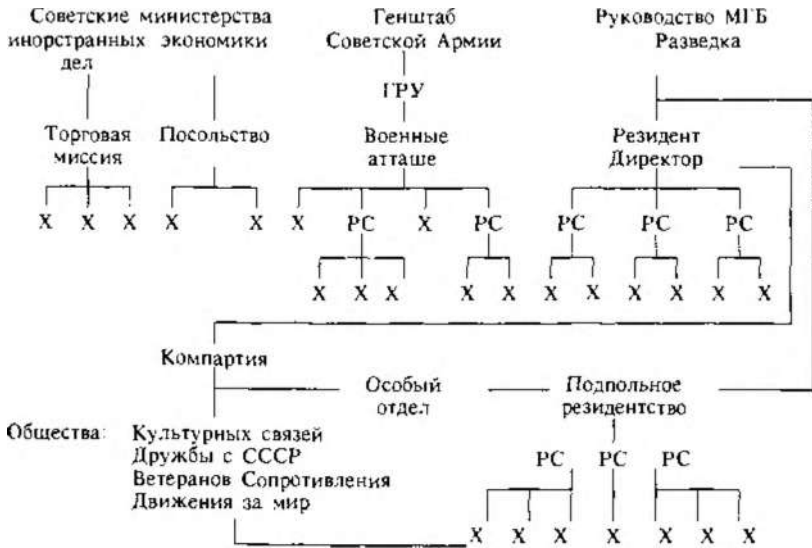 Советские министерства
инорстранных экономики
дел
Генштаб
Советской Армии
Руководство МГБ
Разведка
ГРУ
Торговая
миссия
Посольство
Военные
атташе
Резидент
Директор
X X X X X X РС X РС РС РС РС
X X X X X X X X X X X
Компартия
Особый
отдел
Подпольное
резидентство
Общества: Культурных связей
Дружбы с СССР
Ветеранов Сопротивления
Движения за мир
РС РС РС
X X X X X X X